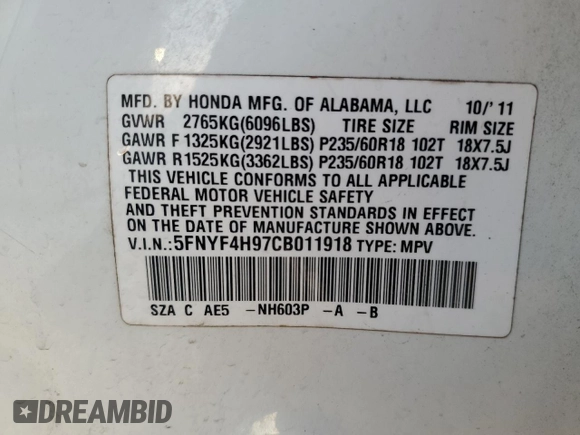 MFD. BY HONDA MFG. OF ALABAMA, LLC 10/'11
GVWR 2765KG(6096LBS) TIRE SIZE RIM SIZE
GAWR F 1325KG(2921LBS) P235/60R18 102T 18X7.5J
GAWR R 1525KG(3362LBS) P235/60R18 102T 18X7.5J
THIS VEHICLE CONFORMS TO ALL APPLICABLE
FEDERAL MOTOR VEHICLE SAFETY
AND THEFT PREVENTION STANDARDS IN EFFECT
ON THE DATE OF MANUFACTURE SHOWN ABOVE.
V.I.N.:5FNYF4H97CB011918 TYPE: MPV
SZA C AE5 -NH603P -A -B
DREAMBID